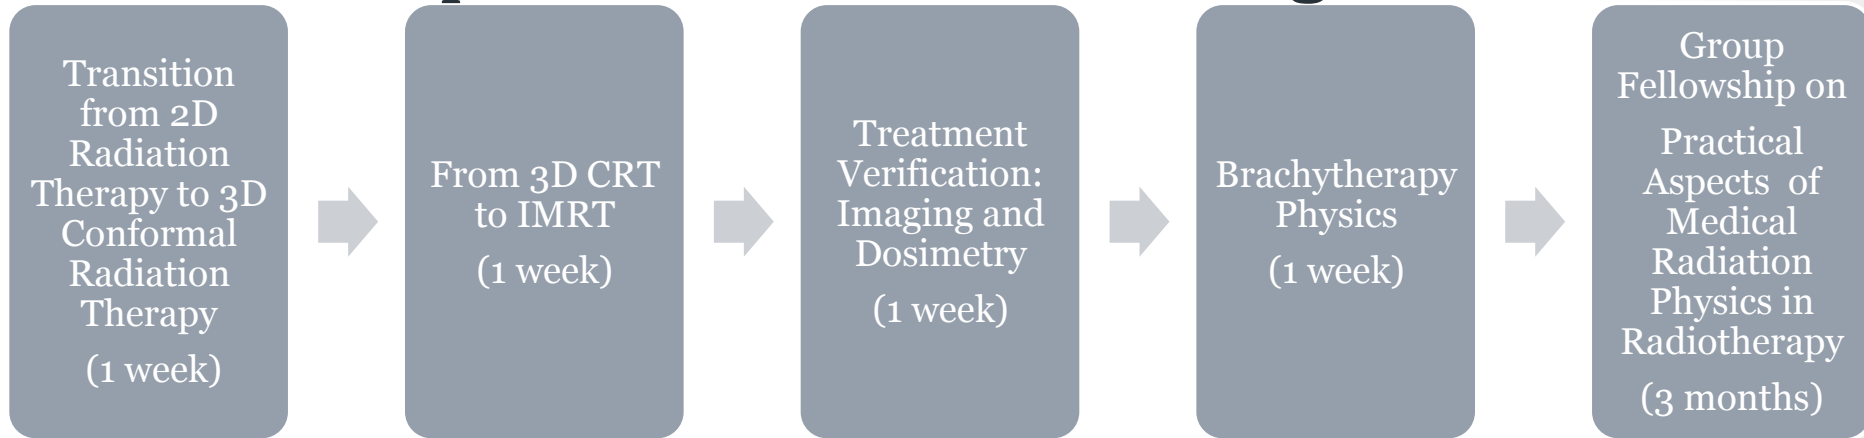 Transition
from 2D
Radiation
Therapy to 3D
Conformal
Radiation
Therapy
(1 week)
From 3D CRT
to IMRT
(1 week)
Treatment
Verification:
Imaging and
Dosimetry
(1 week)
Brachytherapy
Physics
(1 week)
Group
Fellowship on
Practical
Aspects of
Medical
Radiation
Physics in
Radiotherapy
(3 months)